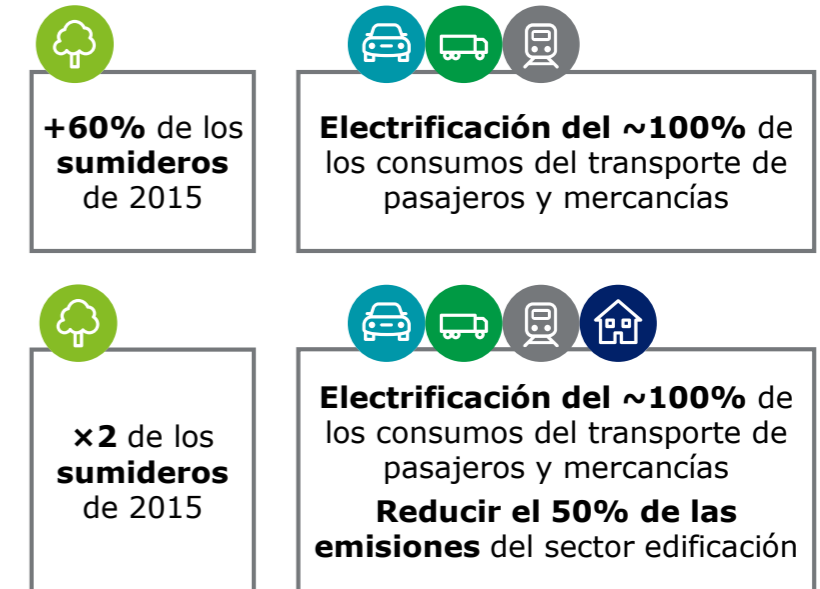 +60% de los
sumideros
de 2015
Electrificación del ~100% de
los consumos del transporte de
pasajeros y mercancías
×2 de los
sumideros
de 2015
Electrificación del ~100% de
los consumos del transporte de
pasajeros y mercancías
Reducir el 50% de las
emisiones del sector edificación